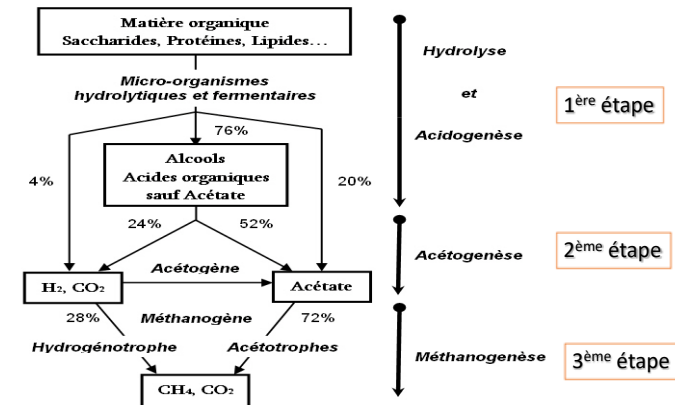 Matière organique
Saccharides, Protéines, Lipides...
Micro-organismes
hydrolytiques et fermentaires
76%
Alcools
Acides organiques
sauf Acétate
4%
20%
24%
52%
Acétogène
H₂, CO₂
Acétate
28%
Méthanogène
72%
Hydrogénotrophe
Acétotrophes
CH₄, CO₂
Hydrolyse
et
Acidogenèse
1ère étape
Acétogenèse
2ème étape
Méthanogenèse
3ème étape